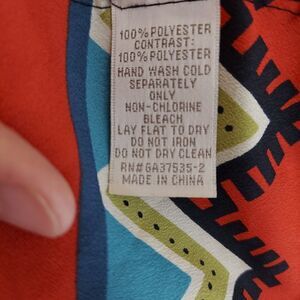 100% POLYESTER
CONTRAST:
100% POLYESTER
HAND WASH COLD
SEPARATELY
ONLY
NON-CHLORINE
BLEACH
LAY FLAT TO DRY
DO NOT IRON
DO NOT DRY CLEAN
RN# GA37535-2
MADE IN CHINA